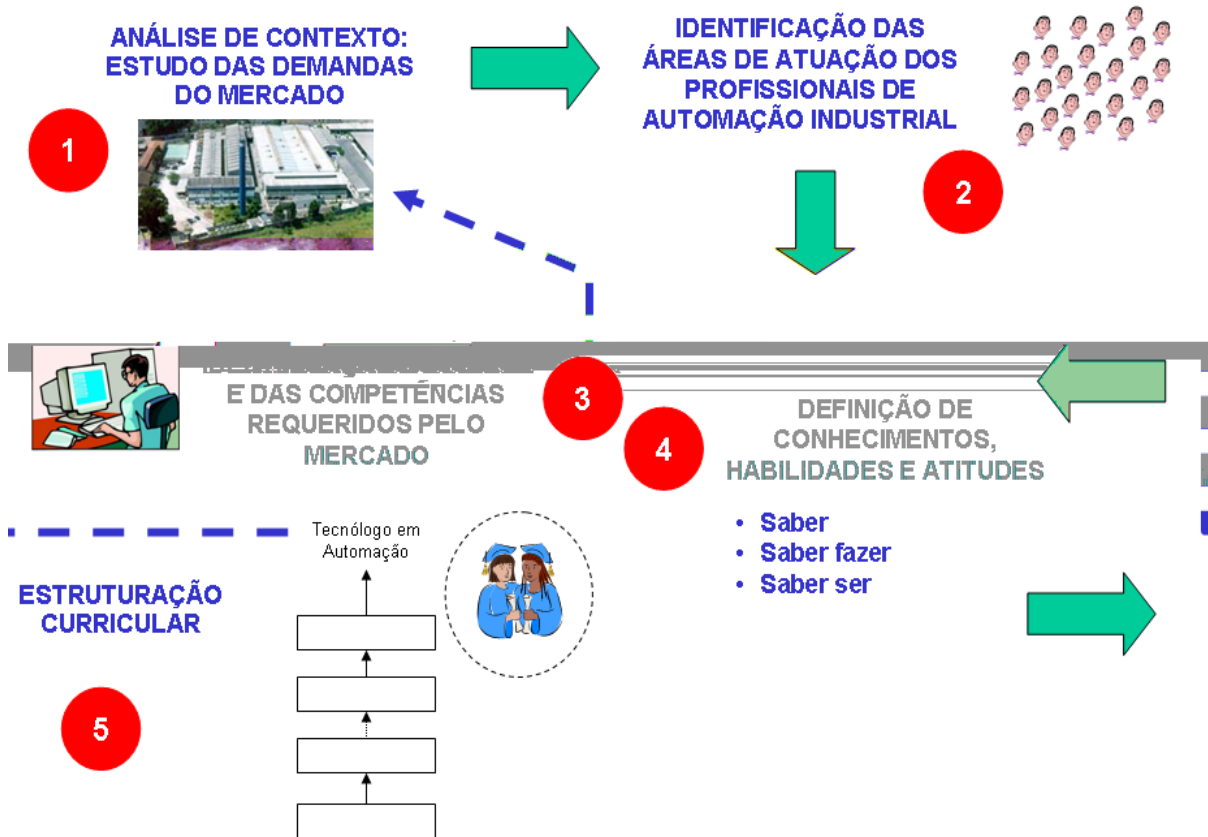 ANÁLISE DE CONTEXTO:
ESTUDO DAS DEMANDAS
DO MERCADO
1
IDENTIFICAÇÃO DAS
ÁREAS DE ATUAÇÃO DOS
PROFISSIONAIS DE
AUTOMAÇÃO INDUSTRIAL
2
E DAS COMPETÊNCIAS
REQUERIDOS PELO
MERCADO
3
4
DEFINIÇÃO DE
CONHECIMENTOS,
HABILIDADES E ATITUDES
• Saber
• Saber fazer
• Saber ser
Tecnólogo em
Automação
ESTRUTURAÇÃO
CURRICULAR
5